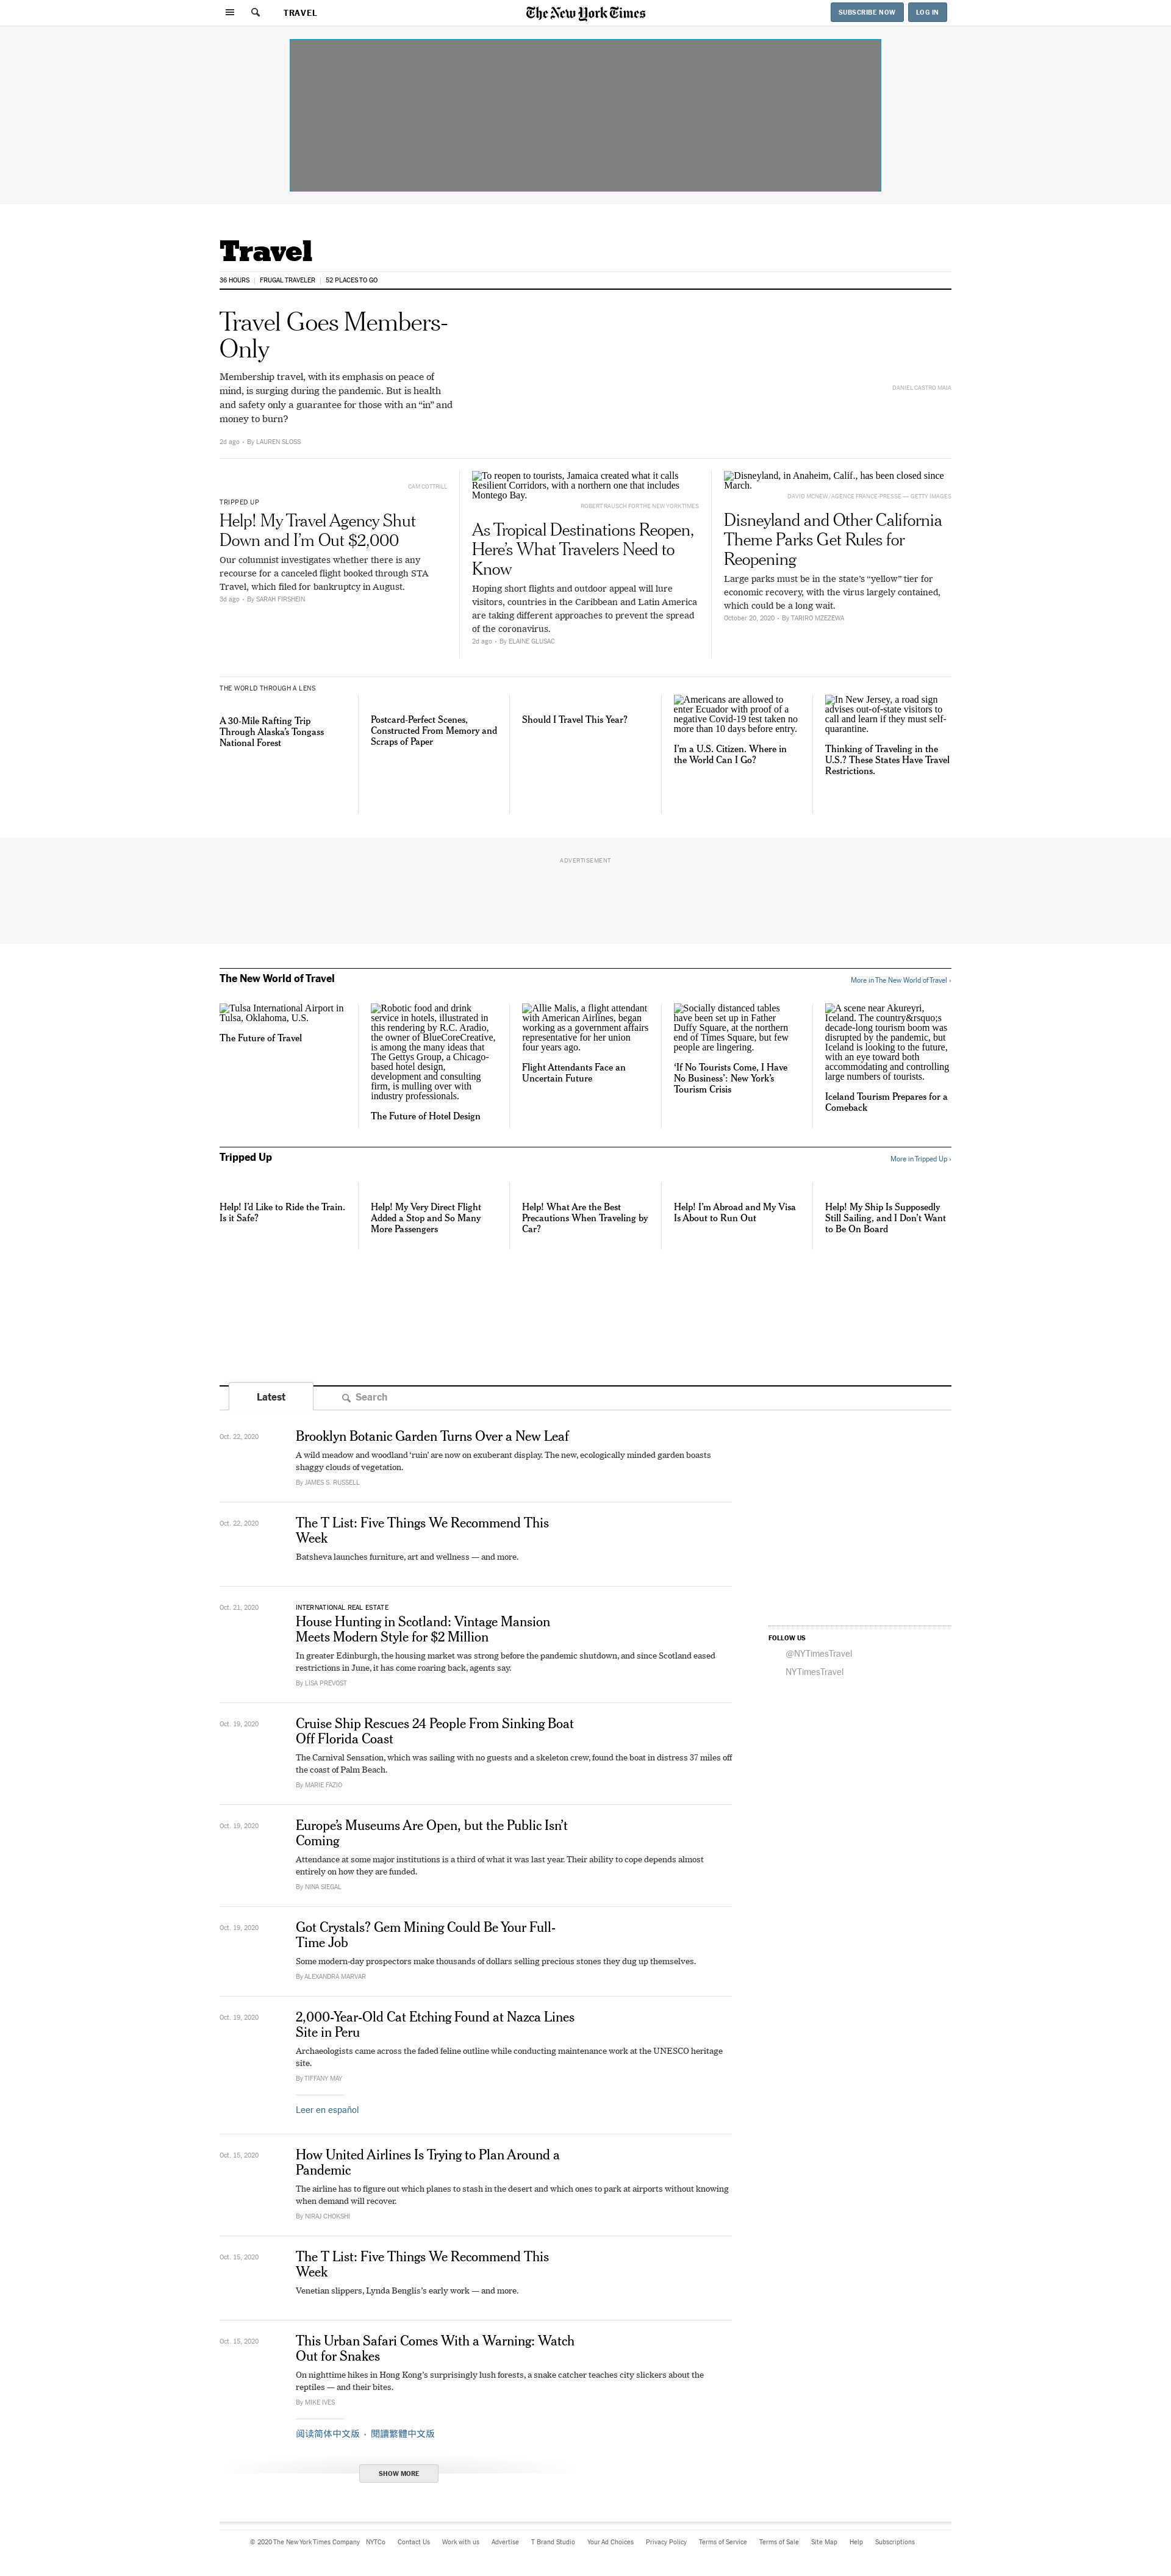 TRAVEL
The New York Times
SUBSCRIBE NOW
LOG IN
Travel
36 HOURS
FRUGAL TRAVELER
52 PLACES TO GO
Travel Goes Members-
Only
Membership travel, with its emphasis on peace of
mind, is surging during the pandemic. But is health
and safety only a guarantee for those with an “in” and
money to burn?
2d ago · By LAUREN SLOSS
DANIEL CASTRO MAIA
CAM COTTRILL
TRIPPED UP
Help! My Travel Agency Shut
Down and I’m Out $2,000
Our columnist investigates whether there is any
recourse for a canceled flight booked through STA
Travel, which filed for bankruptcy in August.
3d ago · By SARAH FIRSHEIN
To reopen to tourists, Jamaica created what it calls
Resilient Corridors, with a northern one that includes
Montego Bay.
ROBERT RAUSCH FOR THE NEW YORK TIMES
As Tropical Destinations Reopen,
Here’s What Travelers Need to
Know
Hoping short flights and outdoor appeal will lure
visitors, countries in the Caribbean and Latin America
are taking different approaches to prevent the spread
of the coronavirus.
2d ago · By ELAINE GLUSAC
Disneyland, in Anaheim, Calif., has been closed since
March.
DAVID MCNEW/AGENCE FRANCE-PRESSE — GETTY IMAGES
Disneyland and Other California
Theme Parks Get Rules for
Reopening
Large parks must be in the state’s “yellow” tier for
economic recovery, with the virus largely contained,
which could be a long wait.
October 20, 2020 · By TARIRO MZEZEWA
THE WORLD THROUGH A LENS
A 30-Mile Rafting Trip
Through Alaska’s Tongass
National Forest
Postcard-Perfect Scenes,
Constructed From Memory and
Scraps of Paper
Should I Travel This Year?
Americans are allowed to
enter Ecuador with proof of a
negative Covid-19 test taken no
more than 10 days before entry.
I’m a U.S. Citizen. Where in
the World Can I Go?
In New Jersey, a road sign
advises out-of-state visitors to
call and learn if they must self-
quarantine.
Thinking of Traveling in the
U.S.? These States Have Travel
Restrictions.
ADVERTISEMENT
The New World of Travel
More in The New World of Travel ›
Tulsa International Airport in
Tulsa, Oklahoma, U.S.
The Future of Travel
Robotic food and drink
service in hotels, illustrated in
this rendering by R.C. Aradio,
the owner of BlueCoreCreative,
is among the many ideas that
The Gettys Group, a Chicago-
based hotel design,
development and consulting
firm, is mulling over with
industry professionals.
The Future of Hotel Design
Allie Malis, a flight attendant
with American Airlines, began
working as a government affairs
representative for her union
four years ago.
Flight Attendants Face an
Uncertain Future
Socially distanced tables
have been set up in Father
Duffy Square, at the northern
end of Times Square, but few
people are lingering.
‘If No Tourists Come, I Have
No Business’: New York’s
Tourism Crisis
A scene near Akureyri,
Iceland. The country&rsquo;s
decade-long tourism boom was
disrupted by the pandemic, but
Iceland is looking to the future,
with an eye toward both
accommodating and controlling
large numbers of tourists.
Iceland Tourism Prepares for a
Comeback
Tripped Up
More in Tripped Up ›
Help! I’d Like to Ride the Train.
Is it Safe?
Help! My Very Direct Flight
Added a Stop and So Many
More Passengers
Help! What Are the Best
Precautions When Traveling by
Car?
Help! I’m Abroad and My Visa
Is About to Run Out
Help! My Ship Is Supposedly
Still Sailing, and I Don’t Want
to Be On Board
Latest
Search
Oct. 22, 2020
Brooklyn Botanic Garden Turns Over a New Leaf
A wild meadow and woodland ‘ruin’ are now on exuberant display. The new, ecologically minded garden boasts
shaggy clouds of vegetation.
By JAMES S. RUSSELL
Oct. 22, 2020
The T List: Five Things We Recommend This
Week
Batsheva launches furniture, art and wellness — and more.
Oct. 21, 2020
INTERNATIONAL REAL ESTATE
House Hunting in Scotland: Vintage Mansion
Meets Modern Style for $2 Million
In greater Edinburgh, the housing market was strong before the pandemic shutdown, and since Scotland eased
restrictions in June, it has come roaring back, agents say.
By LISA PREVOST
FOLLOW US
@NYTimesTravel
NYTimesTravel
Oct. 19, 2020
Cruise Ship Rescues 24 People From Sinking Boat
Off Florida Coast
The Carnival Sensation, which was sailing with no guests and a skeleton crew, found the boat in distress 37 miles off
the coast of Palm Beach.
By MARIE FAZIO
Oct. 19, 2020
Europe’s Museums Are Open, but the Public Isn’t
Coming
Attendance at some major institutions is a third of what it was last year. Their ability to cope depends almost
entirely on how they are funded.
By NINA SIEGAL
Oct. 19, 2020
Got Crystals? Gem Mining Could Be Your Full-
Time Job
Some modern-day prospectors make thousands of dollars selling precious stones they dug up themselves.
By ALEXANDRA MARVAR
Oct. 19, 2020
2,000-Year-Old Cat Etching Found at Nazca Lines
Site in Peru
Archaeologists came across the faded feline outline while conducting maintenance work at the UNESCO heritage
site.
By TIFFANY MAY
Leer en español
Oct. 15, 2020
How United Airlines Is Trying to Plan Around a
Pandemic
The airline has to figure out which planes to stash in the desert and which ones to park at airports without knowing
when demand will recover.
By NIRAJ CHOKSHI
Oct. 15, 2020
The T List: Five Things We Recommend This
Week
Venetian slippers, Lynda Benglis’s early work — and more.
Oct. 15, 2020
This Urban Safari Comes With a Warning: Watch
Out for Snakes
On nighttime hikes in Hong Kong’s surprisingly lush forests, a snake catcher teaches city slickers about the
reptiles — and their bites.
By MIKE IVES
阅读简体中文版 · 閱讀繁體中文版
SHOW MORE
© 2020 The New York Times Company NYTCo Contact Us Work with us Advertise T Brand Studio Your Ad Choices Privacy Policy Terms of Service Terms of Sale Site Map Help Subscriptions